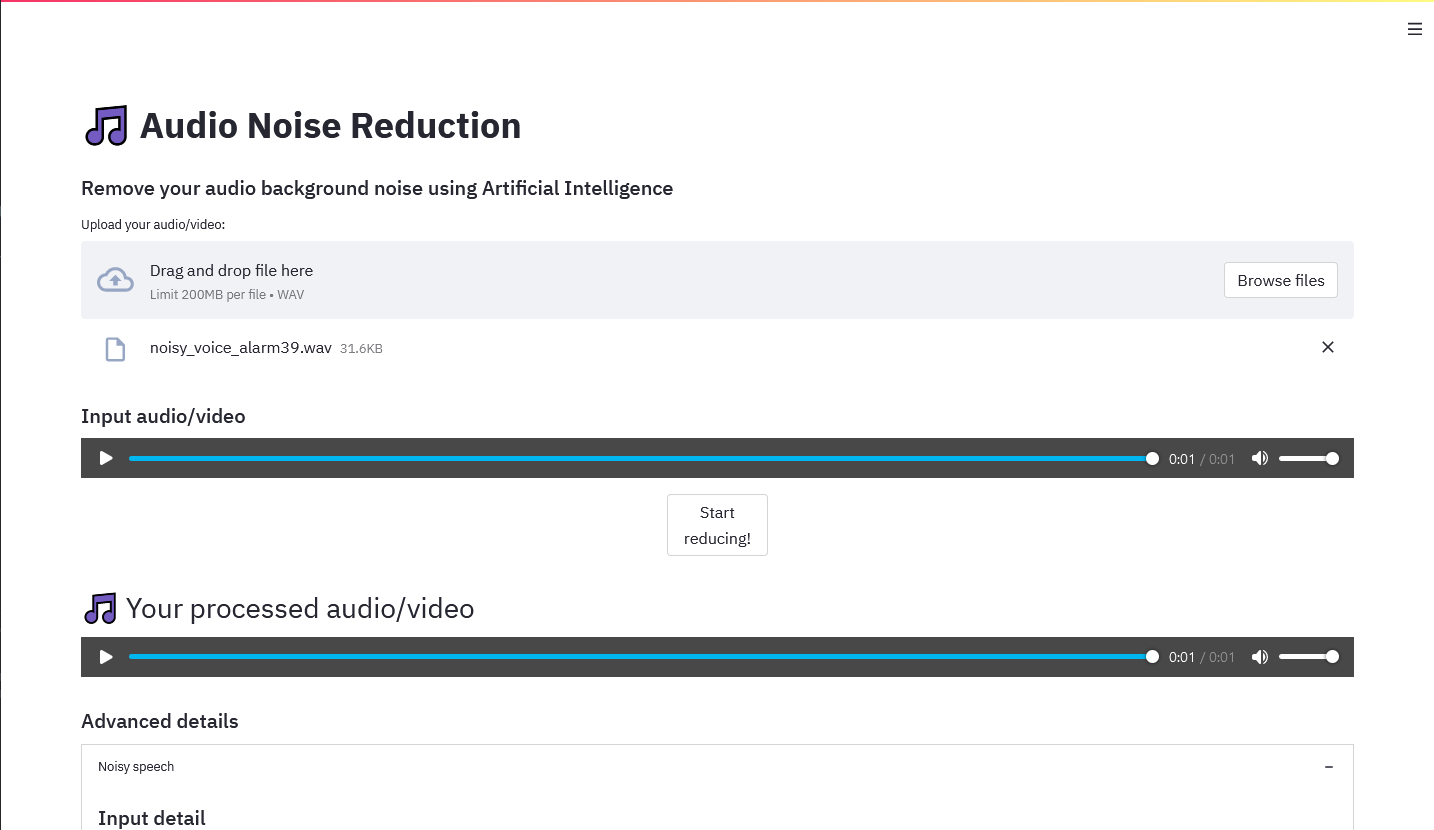 Audio Noise Reduction
Remove your audio background noise using Artificial Intelligence
Upload your audio/video:
Drag and drop file here
Limit 200MB per file • WAV
Browse files
noisy_voice_alarm39.wav 31.6KB
Input audio/video
0:01 / 0:01
Start
reducing!
Your processed audio/video
0:01 / 0:01
Advanced details
Noisy speech
Input detail